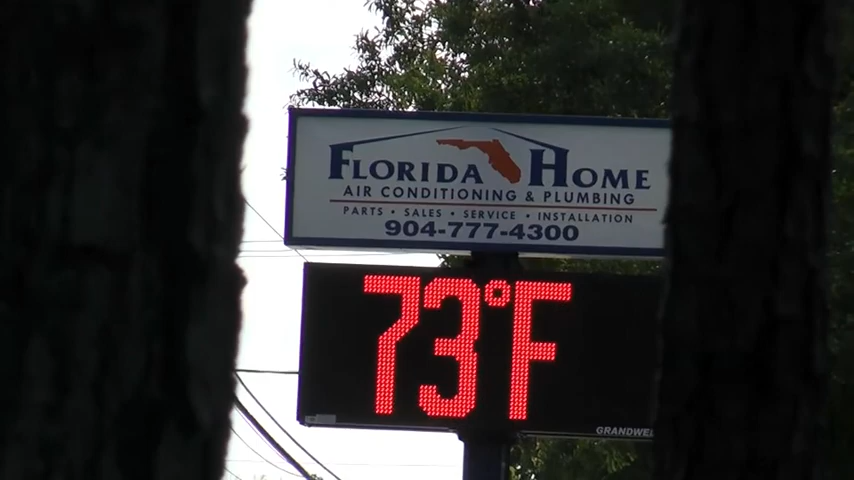 FLORIDA HOME
AIR CONDITIONING & PLUMBING
PARTS • SALES • SERVICE • INSTALLATION
904-777-4300
73°F